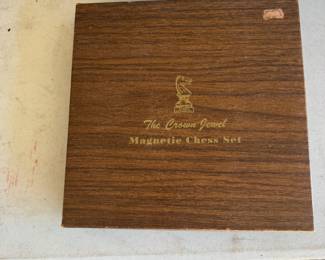 The Crown Jewel
Magnetic Chess Set